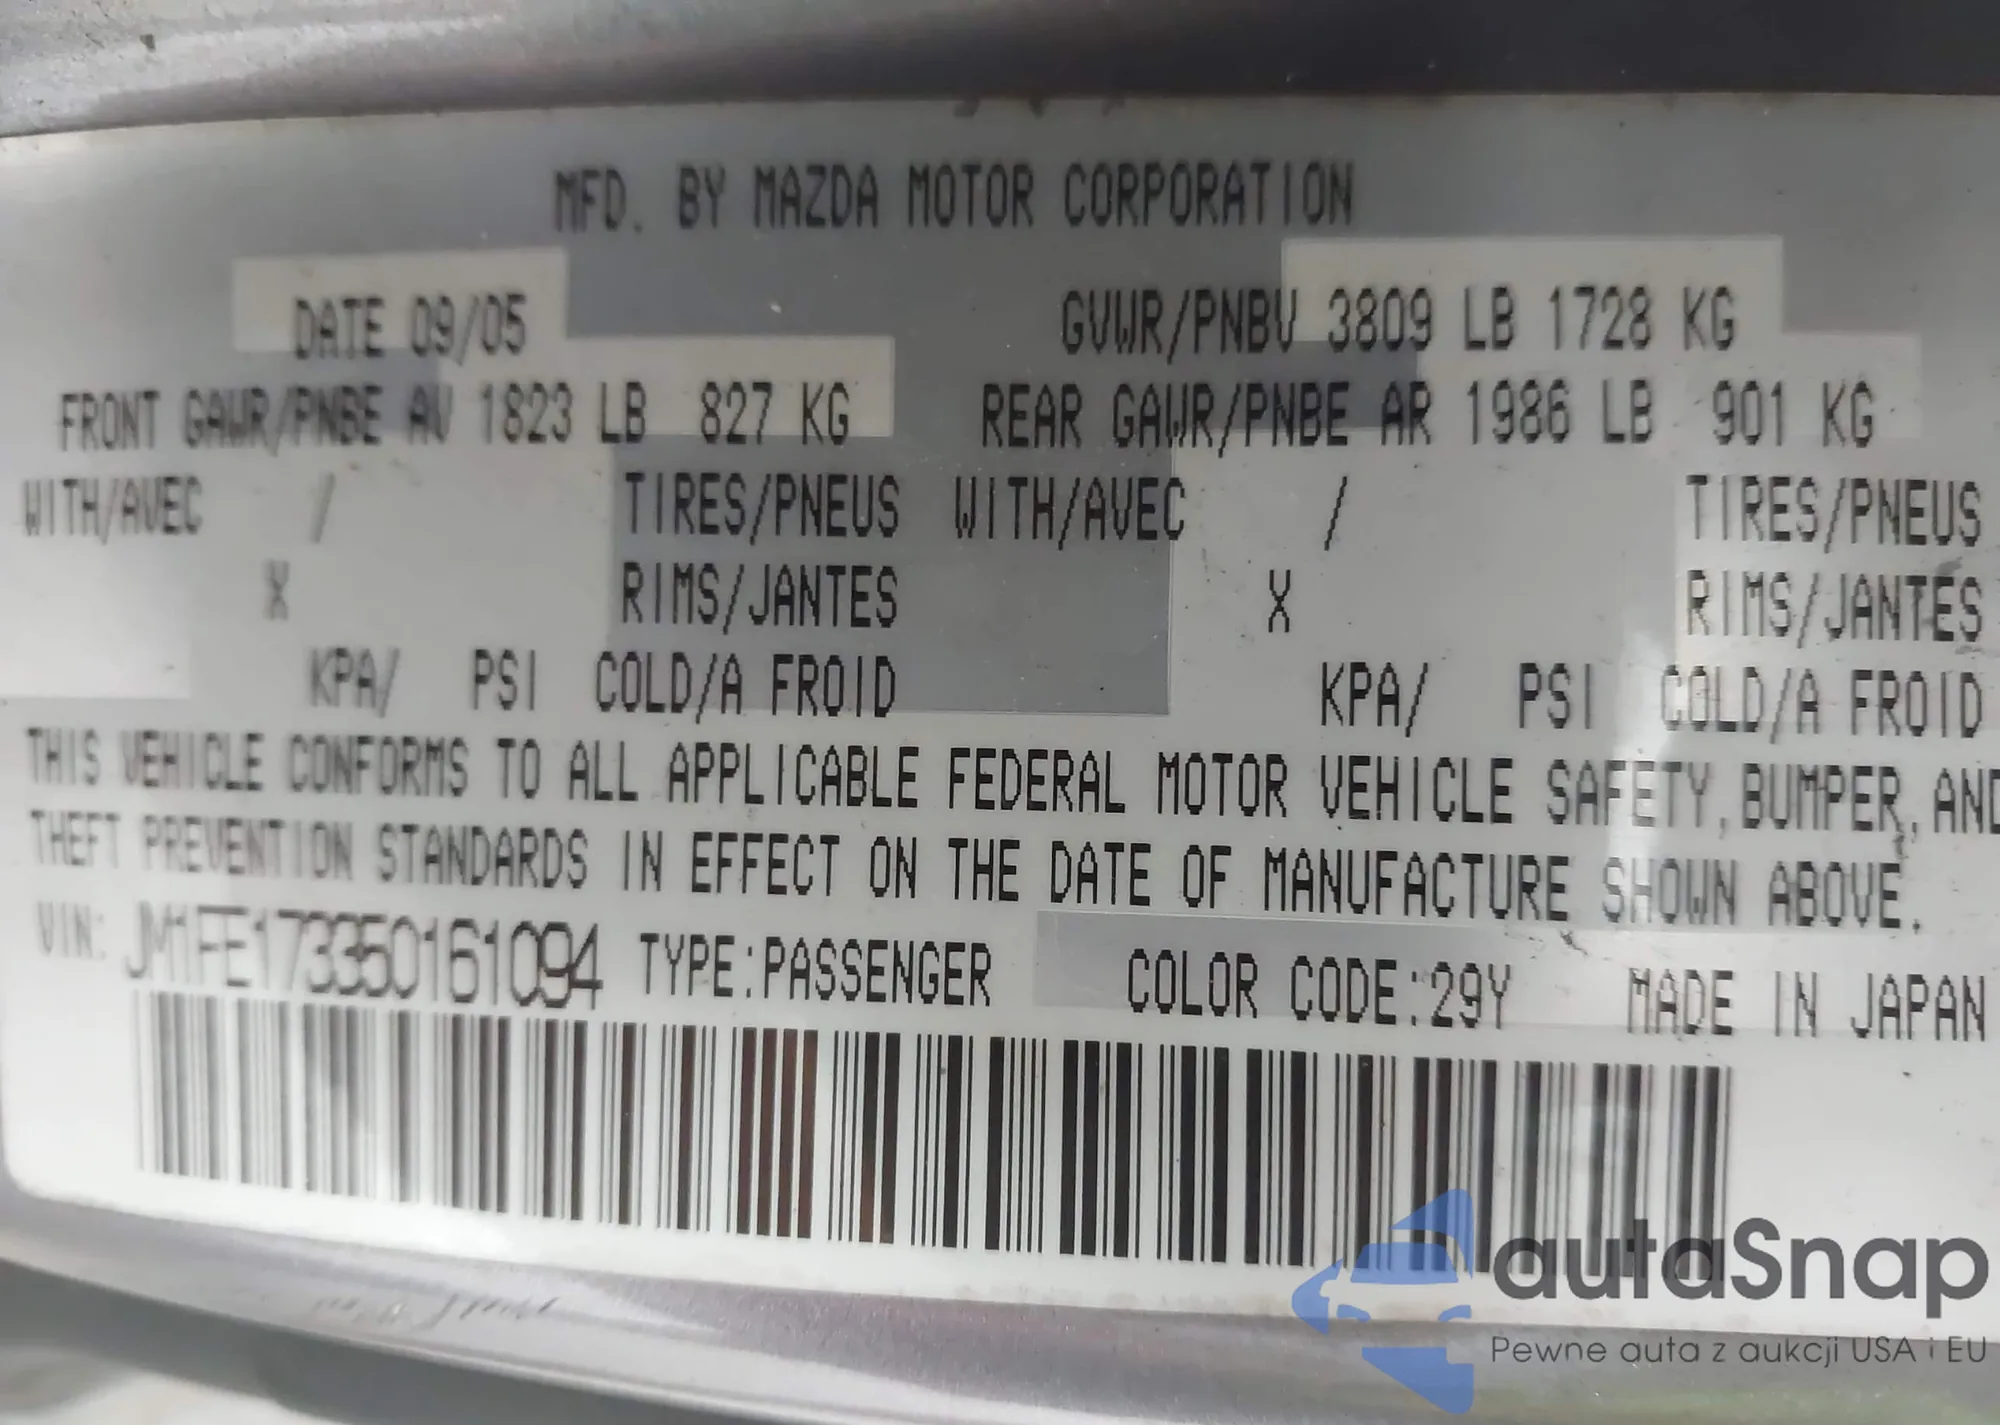 MFD. BY MAZDA MOTOR CORPORATION
DATE 09/05 GVWR/PNBV 3809 LB 1728 KG
FRONT GAWR/PNBE AV 1823 LB 827 KG REAR GAWR/PNBE AR 1986 LB 901 KG
WITH/AVEC / TIRES/PNEUS WITH/AVEC / TIRES/PNEUS
X RIMS/JANTES X RIMS/JANTES
KPA/ PSI COLD/A FROID KPA/ PSI COLD/A FROID
THIS VEHICLE CONFORMS TO ALL APPLICABLE FEDERAL MOTOR VEHICLE SAFETY,BUMPER,AND
THEFT PREVENTION STANDARDS IN EFFECT ON THE DATE OF MANUFACTURE SHOWN ABOVE.
VIN: JM1FE173350161094 TYPE:PASSENGER COLOR CODE:29Y MADE IN JAPAN
autaSnap
Pewne auta z aukcji USA i EU